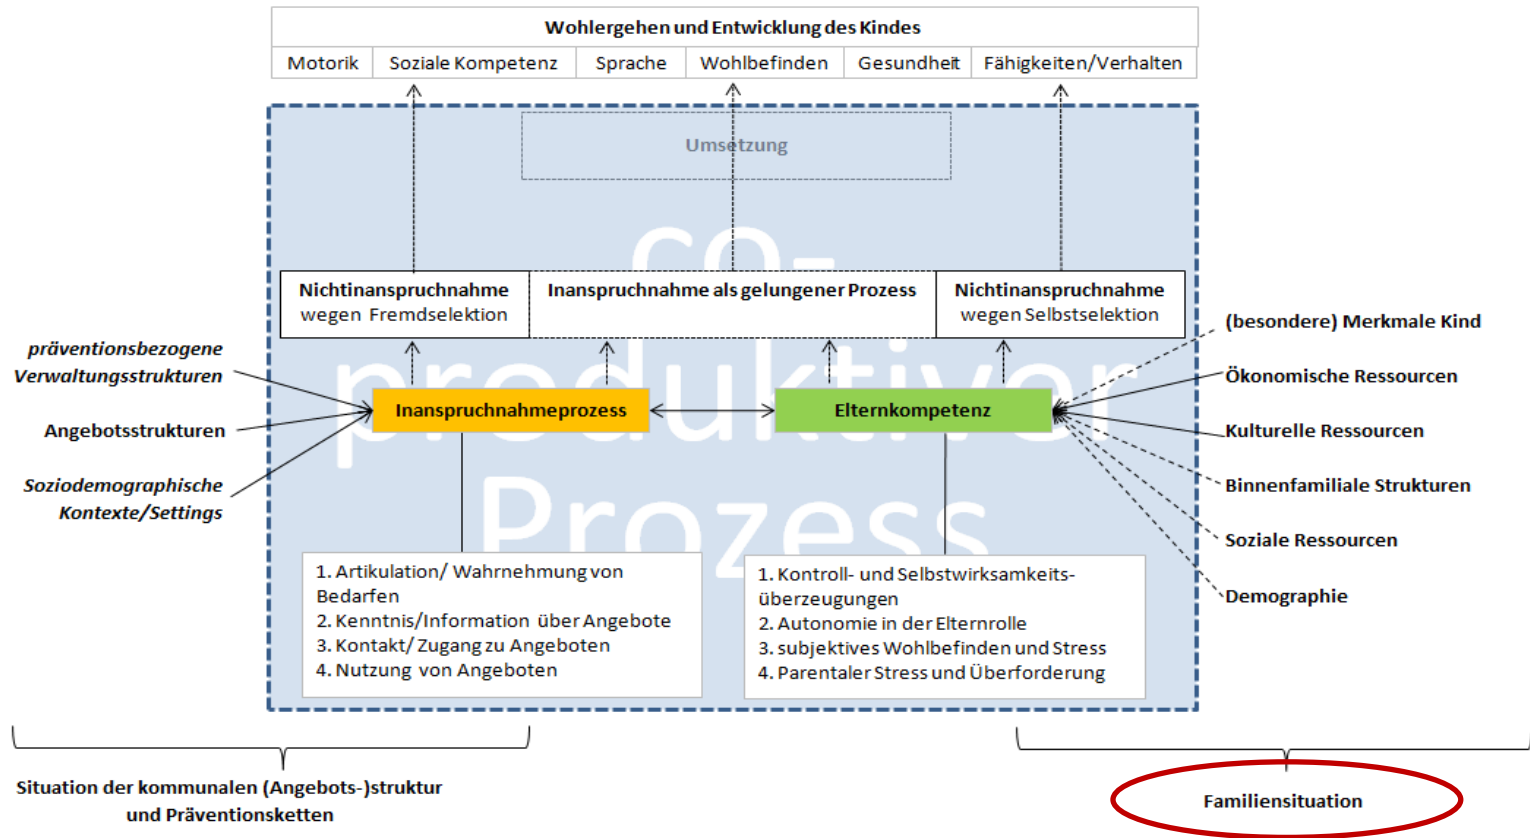 Wohlergehen und Entwicklung des Kindes
Motorik
Soziale Kompetenz
Sprache
Wohlbefinden
Gesundheit
Fähigkeiten/Verhalten
Umsetzung
co-
produktiver
Prozess
Nichtinanspruchnahme
wegen Fremdselektion
Inanspruchnahme als gelungener Prozess
Nichtinanspruchnahme
wegen Selbstselektion
präventionsbezogene
Verwaltungsstrukturen
Angebotsstrukturen
Soziodemographische
Kontexte/Settings
Inanspruchnahmeprozess
Elternkompetenz
(besondere) Merkmale Kind
Ökonomische Ressourcen
Kulturelle Ressourcen
Binnenfamiliale Strukturen
Soziale Ressourcen
Demographie
1. Artikulation/ Wahrnehmung von
Bedarfen
2. Kenntnis/Information über Angebote
3. Kontakt/ Zugang zu Angeboten
4. Nutzung von Angeboten
1. Kontroll- und Selbstwirksamkeits-
überzeugungen
2. Autonomie in der Elternrolle
3. subjektives Wohlbefinden und Stress
4. Parentaler Stress und Überforderung
Situation der kommunalen (Angebots-)struktur
und Präventionsketten
Familiensituation